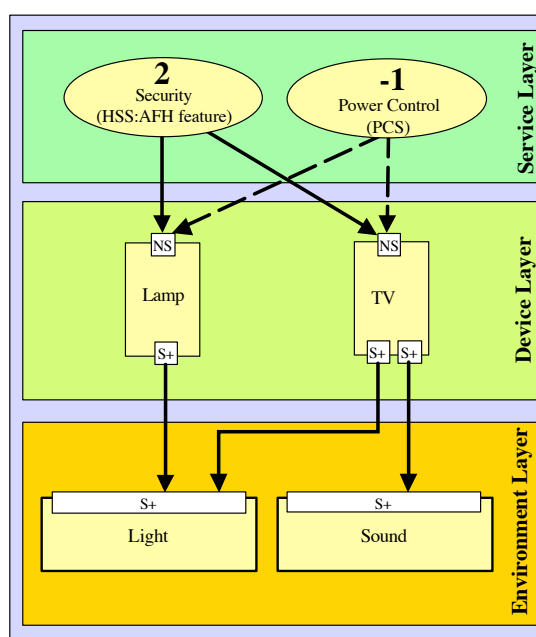 2
Security
(HSS:AFH feature)
-1
Power Control
(PCS)
Service Layer
NS
NS
Lamp
TV
S+
S+
S+
Device Layer
S+
S+
Light
Sound
Environment Layer